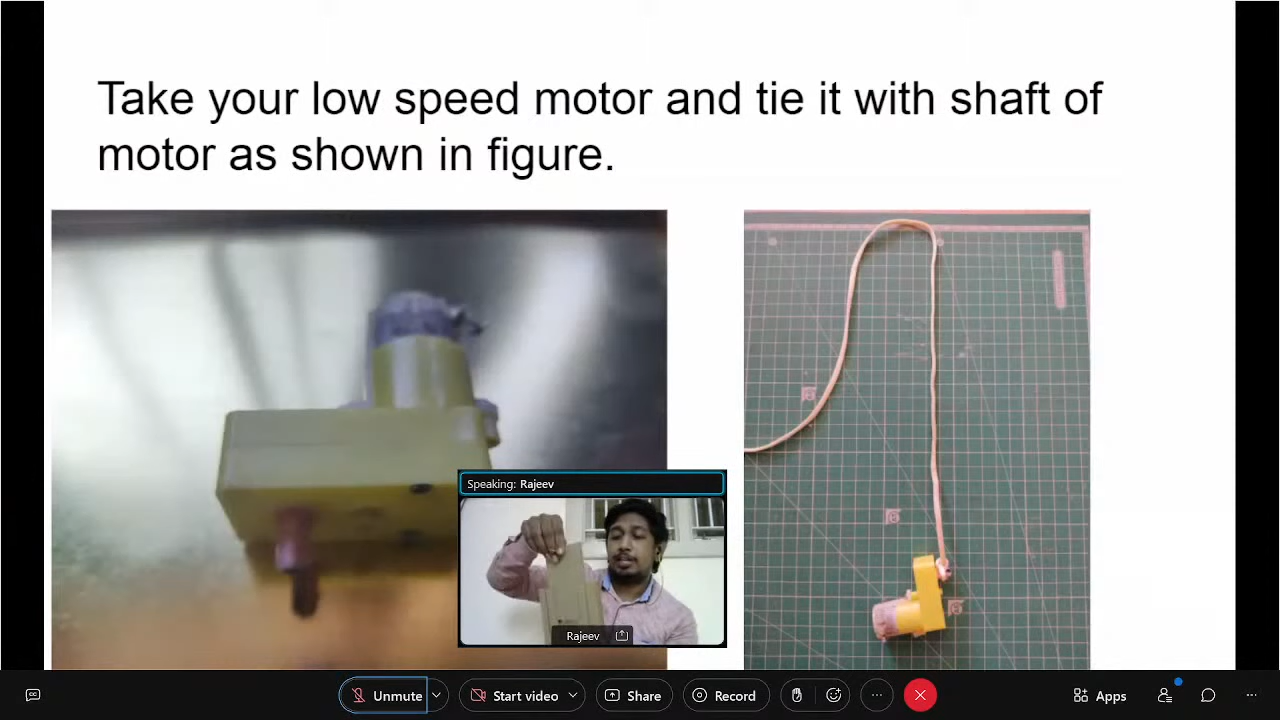 Take your low speed motor and tie it with shaft of
motor as shown in figure.
Speaking: Rajeev
Rajeev
Unmute
Start video
Share
Record
Apps